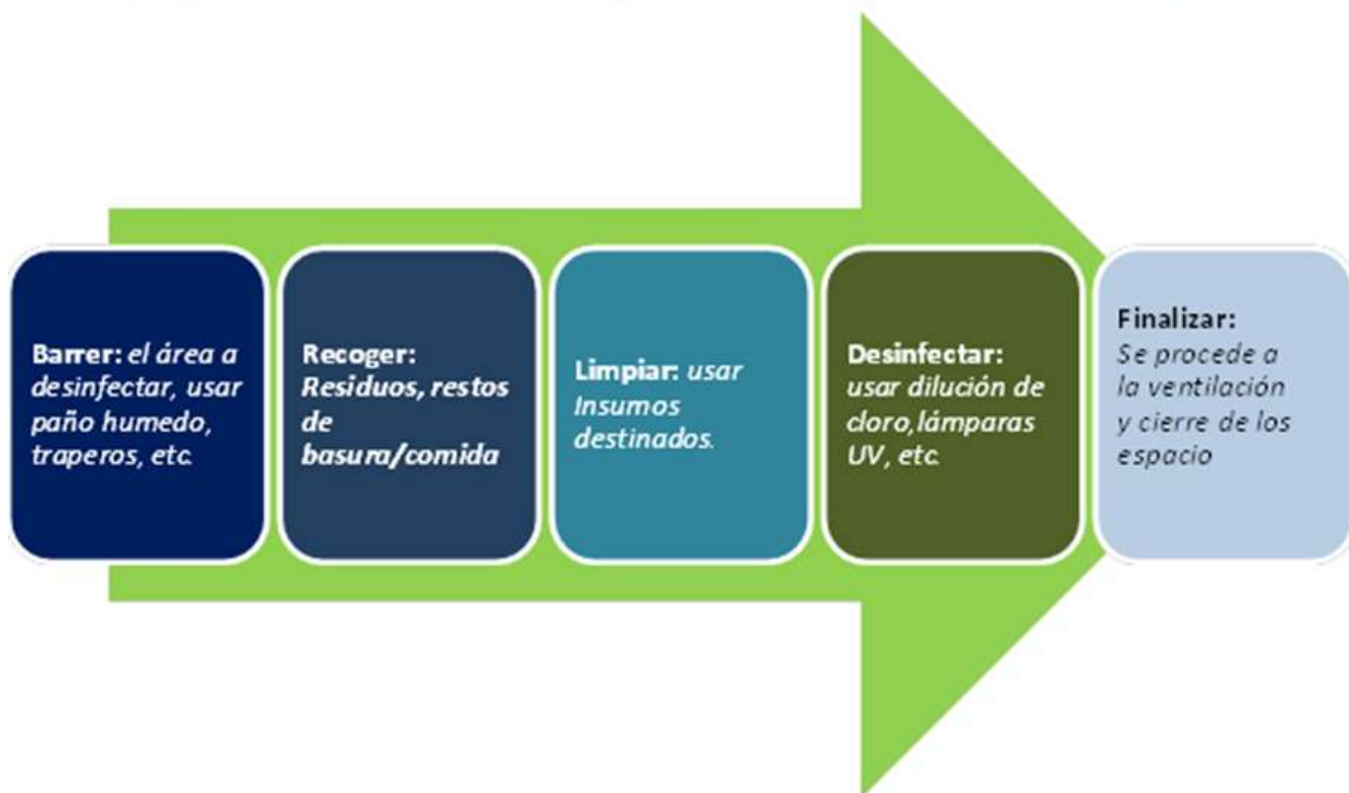 Barrer: el área a
desinfectar, usar
paño humedo,
traperos, etc.
Recoger:
Residuos, restos
de
basura/comida
Limpiar: usar
Insumos
destinados.
Desinfectar:
usar dilución de
cloro,lámparas
UV, etc.
Finalizar:
Se procede a
la ventilación
y cierre de los
espacio